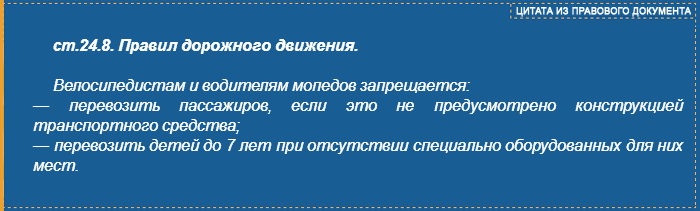 ЦИТАТА ИЗ ПРАВОВОГО ДОКУМЕНТА
ст.24.8. Правил дорожного движения.
Велосипедистам и водителям мопедов запрещается:
— перевозить пассажиров, если это не предусмотрено конструкцией
транспортного средства;
— перевозить детей до 7 лет при отсутствии специально оборудованных для них
мест.